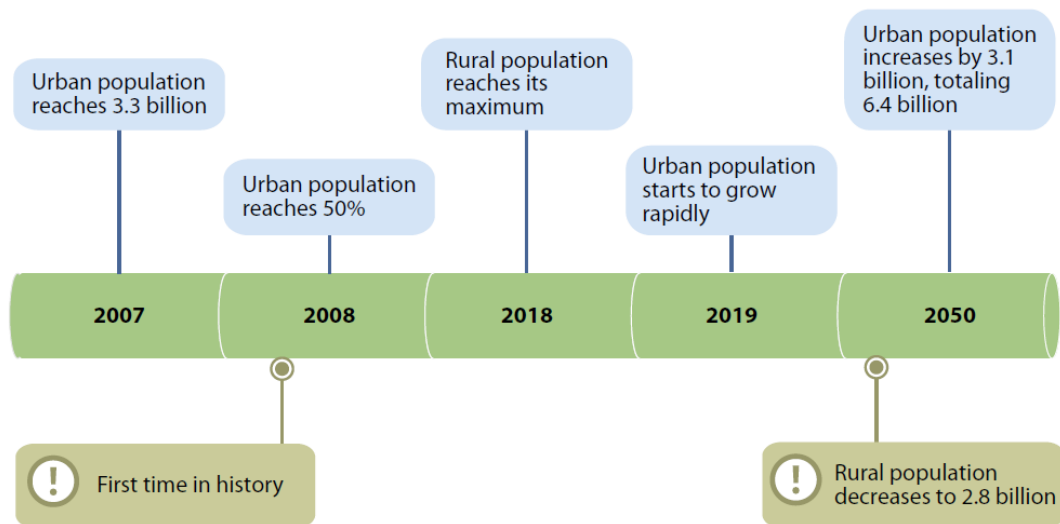 Urban population
reaches 3.3 billion
Urban population
reaches 50%
Rural population
reaches its
maximum
Urban population
starts to grow
rapidly
Urban population
increases by 3.1
billion, totaling
6.4 billion
2007
2008
2018
2019
2050
! First time in history
! Rural population
decreases to 2.8 billion